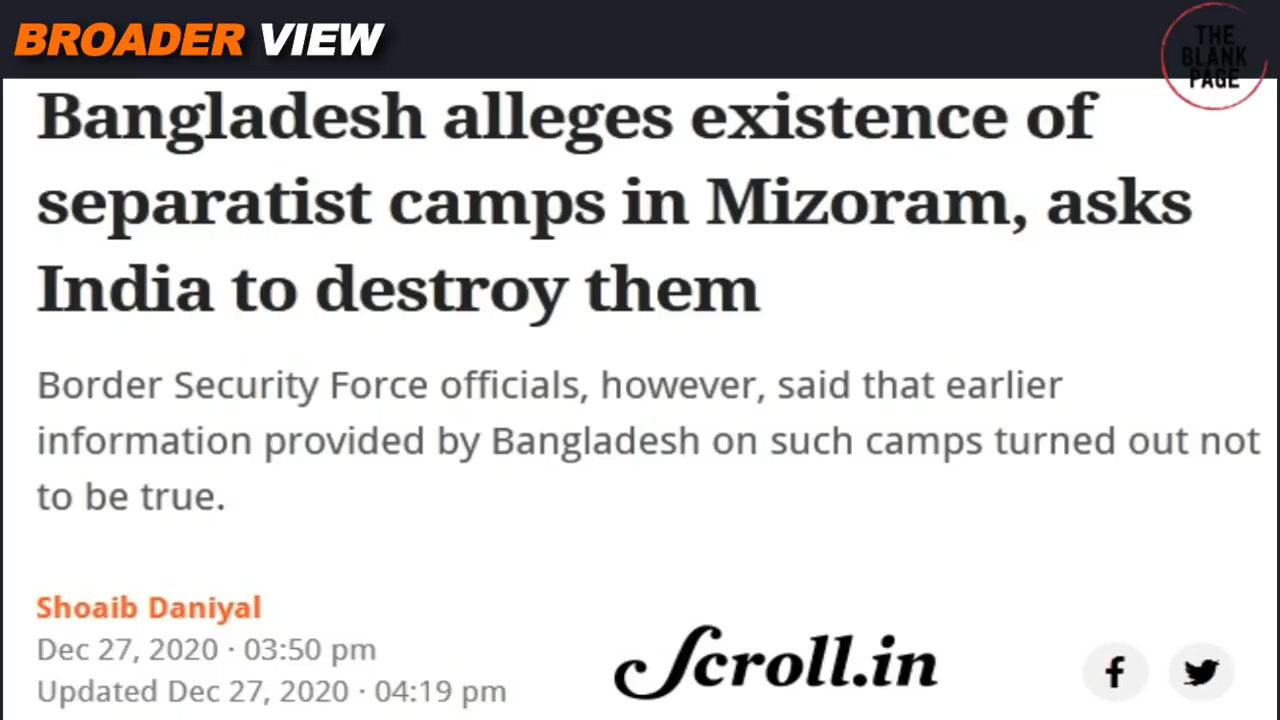 BROADER VIEW
THE
BLANK
PAGE
Bangladesh alleges existence of
separatist camps in Mizoram, asks
India to destroy them
Border Security Force officials, however, said that earlier
information provided by Bangladesh on such camps turned out not
to be true.
Shoaib Daniyal
Dec 27, 2020 · 03:50 pm
Updated Dec 27, 2020 · 04:19 pm
Scroll.in